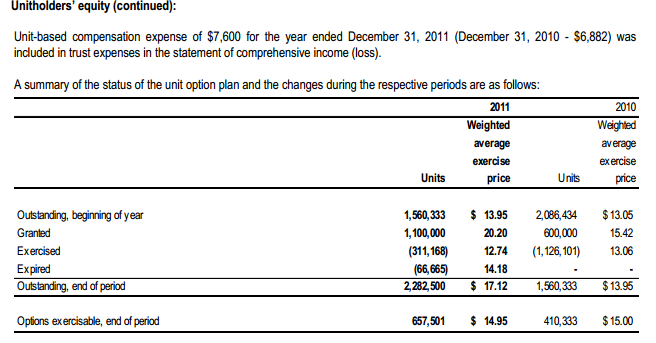 Unitholders' equity (continued):
Unit-based compensation expense of $7,600 for the year ended December 31, 2011 (December 31, 2010 - $6,882) was
included in trust expenses in the statement of comprehensive income (loss).
A summary of the status of the unit option plan and the changes during the respective periods are as follows:
2011 2010
Weighted Weighted
average average
exercise exercise
Units price Units price
Outstanding, beginning of year 1,560,333 $ 13.95 2,086,434 $13.05
Granted 1,100,000 20.20 600,000 15.42
Exercised (311,168) 12.74 (1,126,101) 13.06
Expired (66,665) 14.18 - -
Outstanding, end of period 2,282,500 $ 17.12 1,560,333 $13.95
Options exercisable, end of period 657,501 $ 14.95 410,333 $15.00